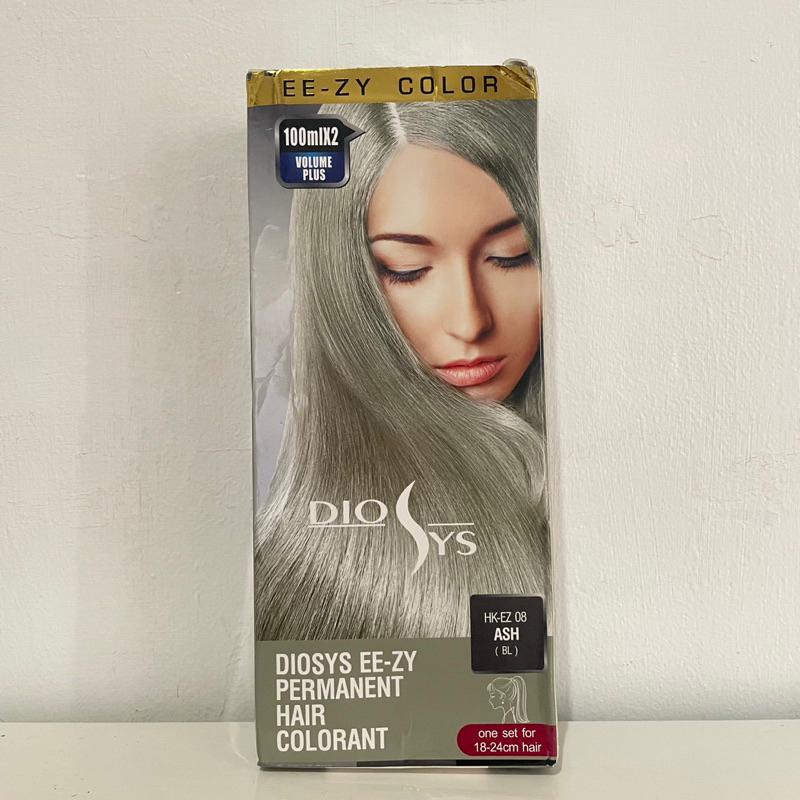 EE-ZY COLOR
100mlX2
VOLUME
PLUS
DIOSYS
HK-EZ 08
ASH
( BL )
DIOSYS EE-ZY
PERMANENT
HAIR
COLORANT
one set for
18-24cm hair